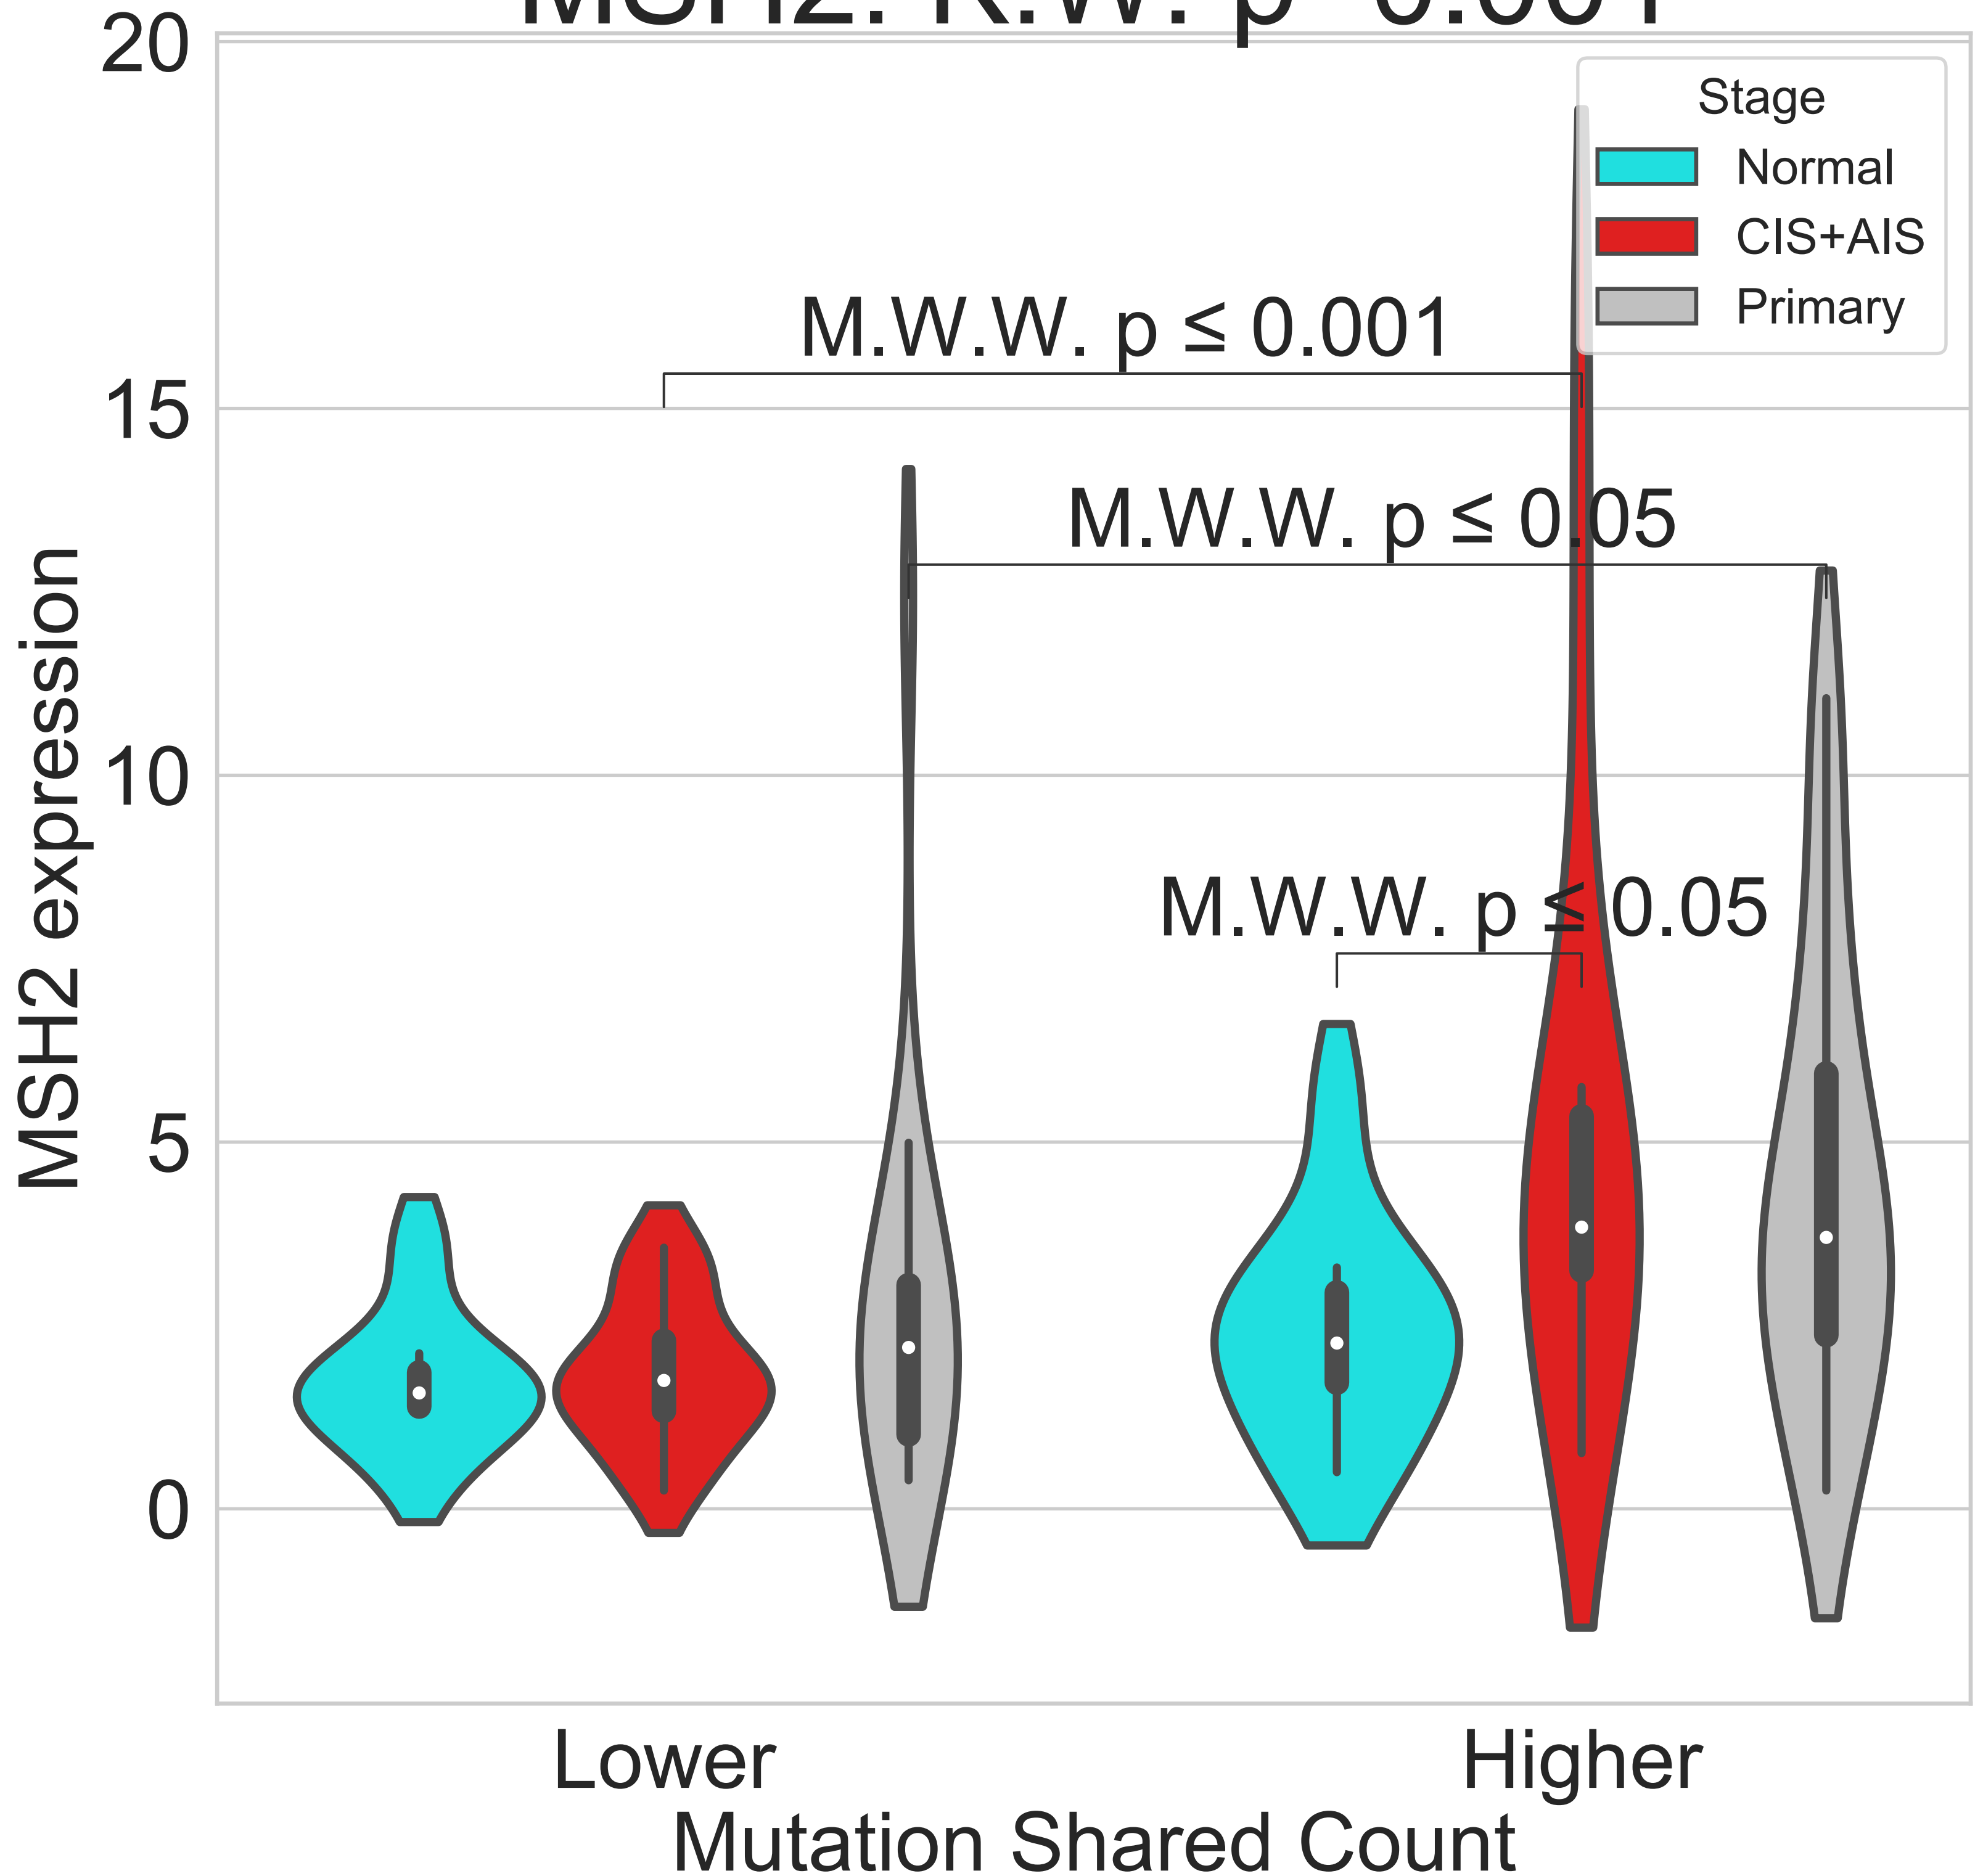 20
Stage
Normal
CIS+AIS
Primary
M.W.W. p ≤ 0.001
15
M.W.W. p ≤ 0.05
10
M.W.W. p ≤ 0.05
5
0
MSH2 expression
Lower
Higher
Mutation Shared Count